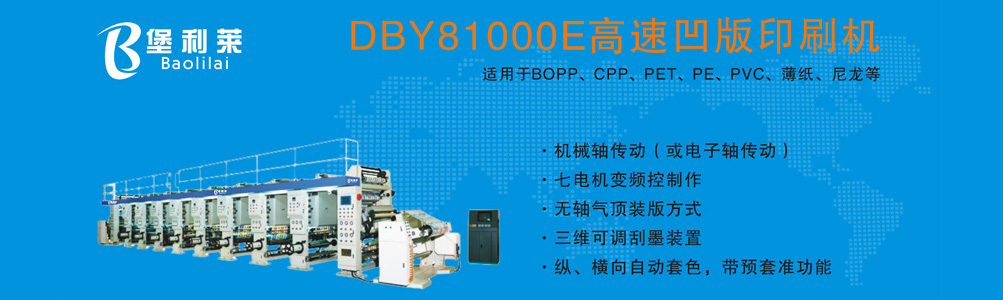 堡利莱
Baolilai
DBY81000E高速凹版印刷机
适用于BOPP、CPP、PET、PE、PVC、薄纸、尼龙等
·机械轴传动（或电子轴传动）
·七电机变频控制作
·无轴气顶装版方式
·三维可调刮墨装置
·纵、横向自动套色，带预套准功能